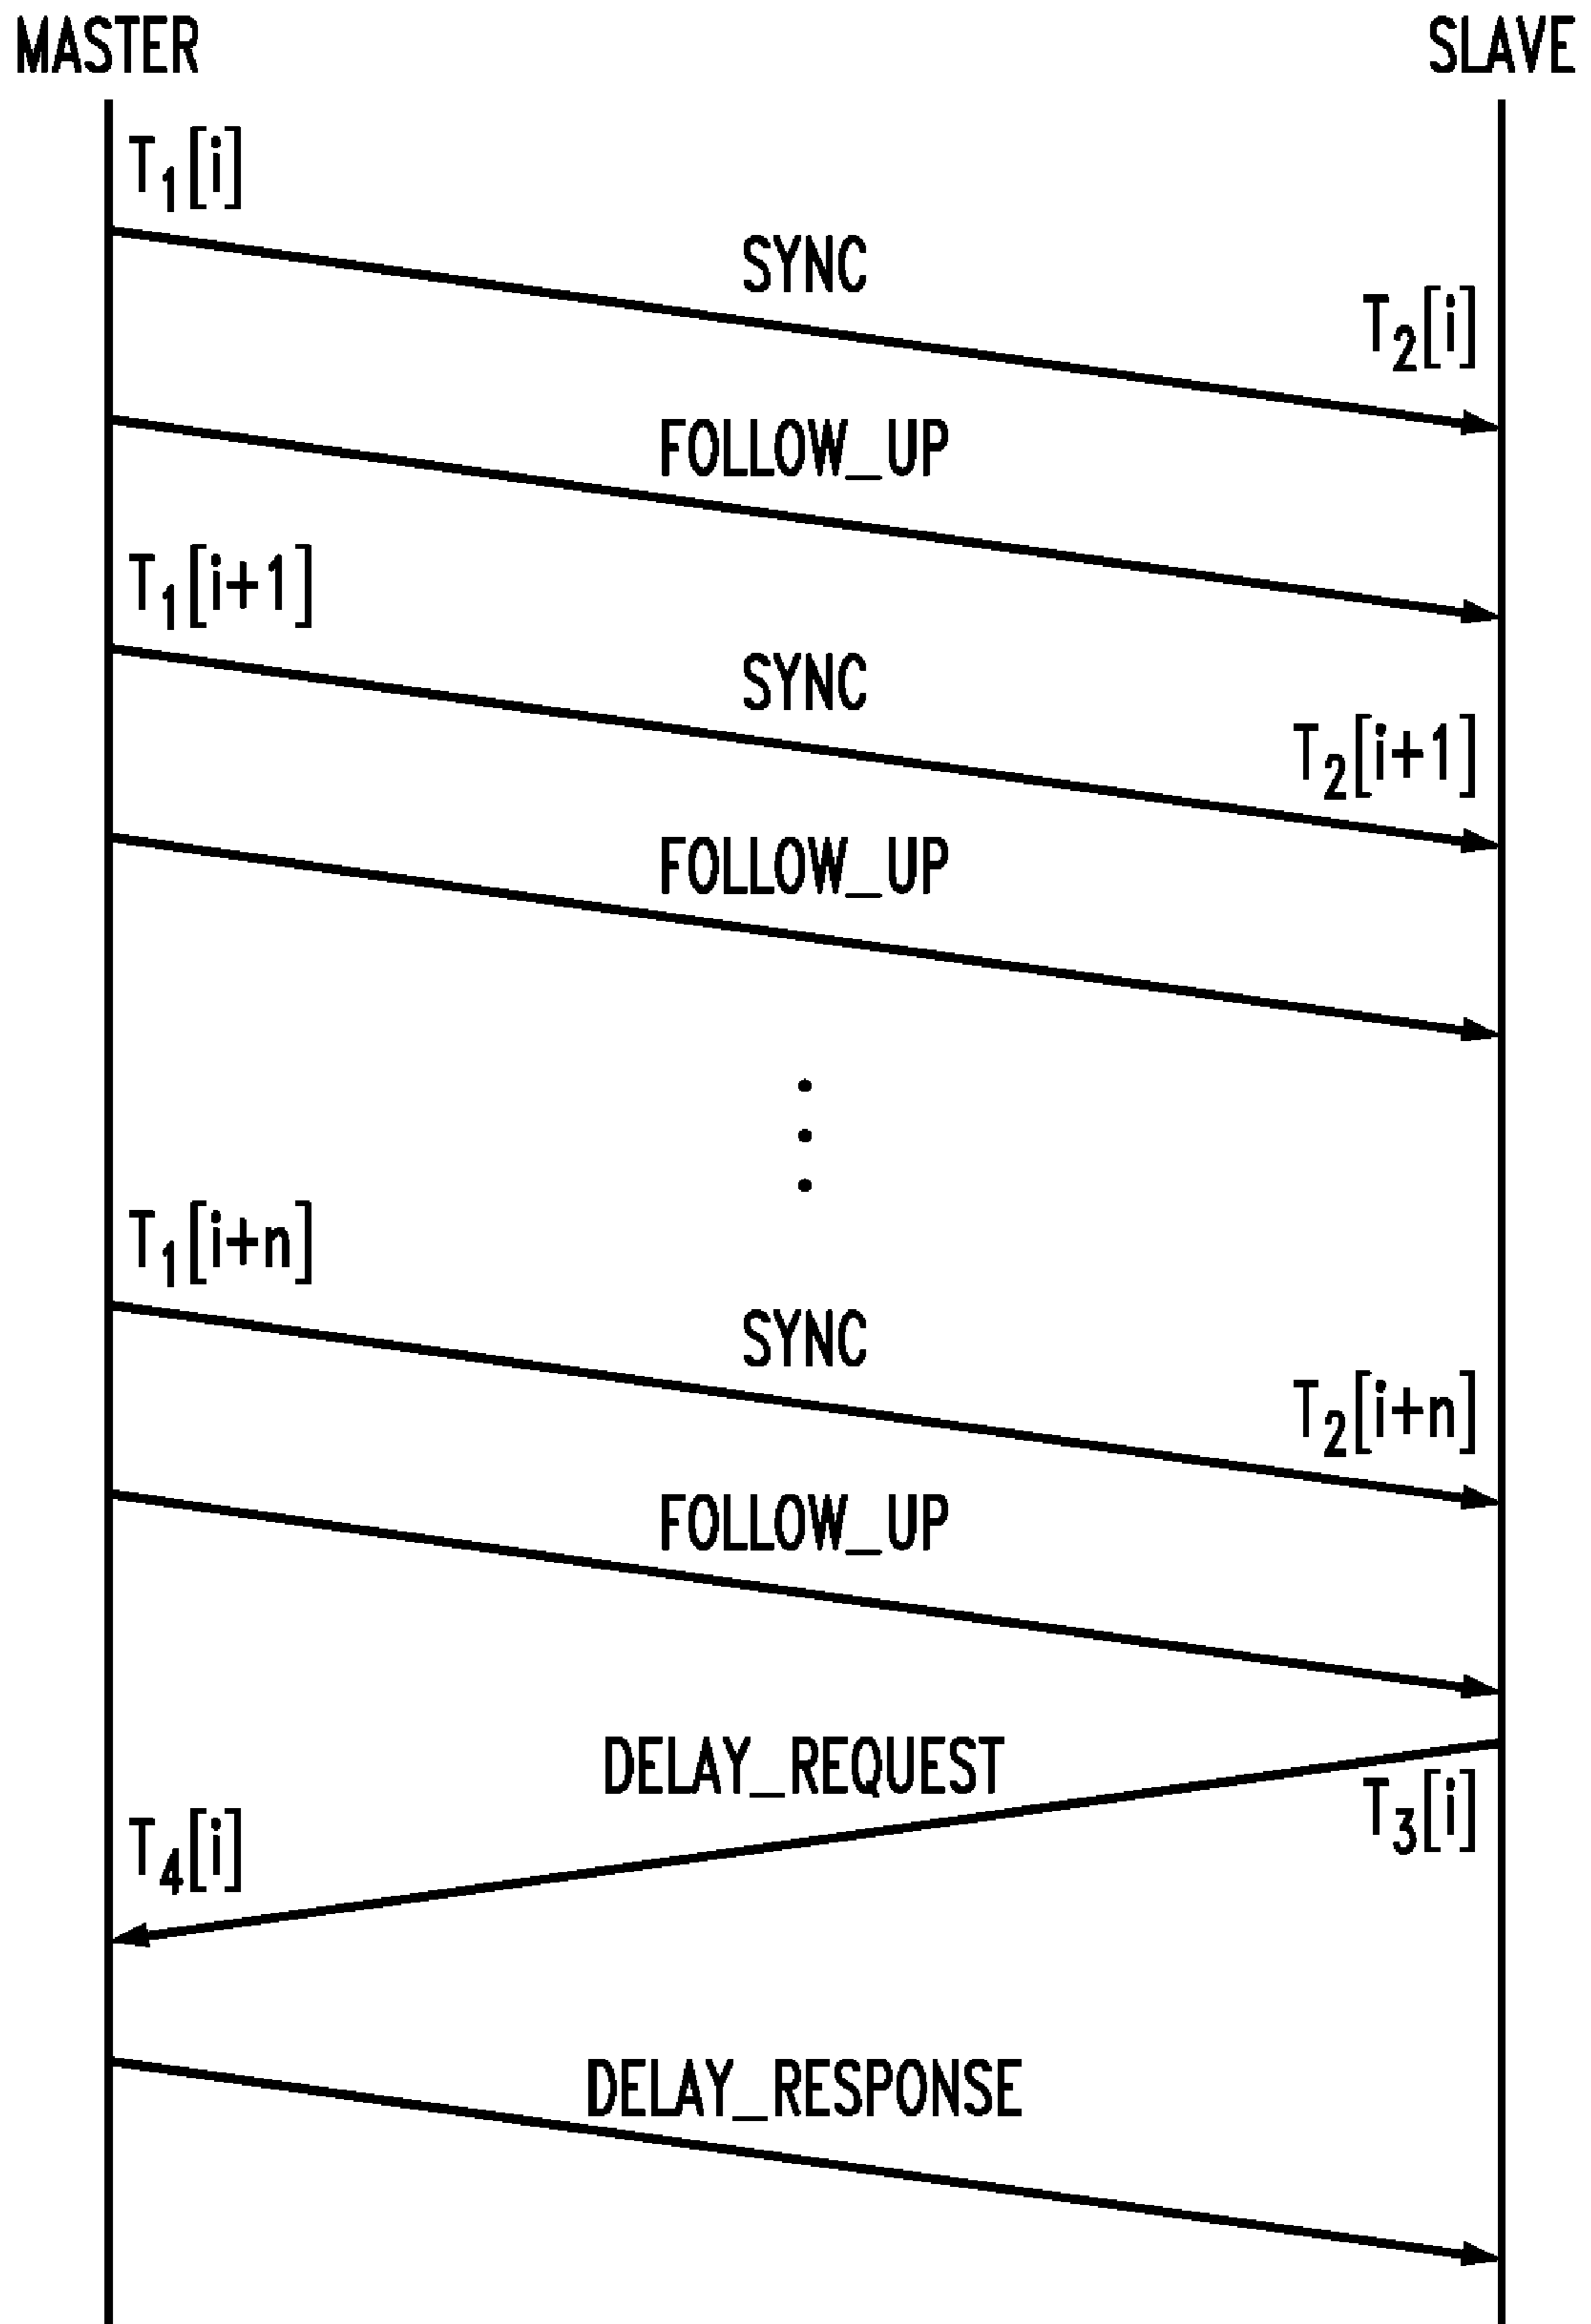 MASTER SLAVE
T₁[i]
SYNC
T₂[i]
FOLLOW_UP
T₁[i+1]
SYNC
T₂[i+1]
FOLLOW_UP
T₁[i+n]
SYNC
T₂[i+n]
FOLLOW_UP
DELAY_REQUEST
T₃[i]
T₄[i]
DELAY_RESPONSE